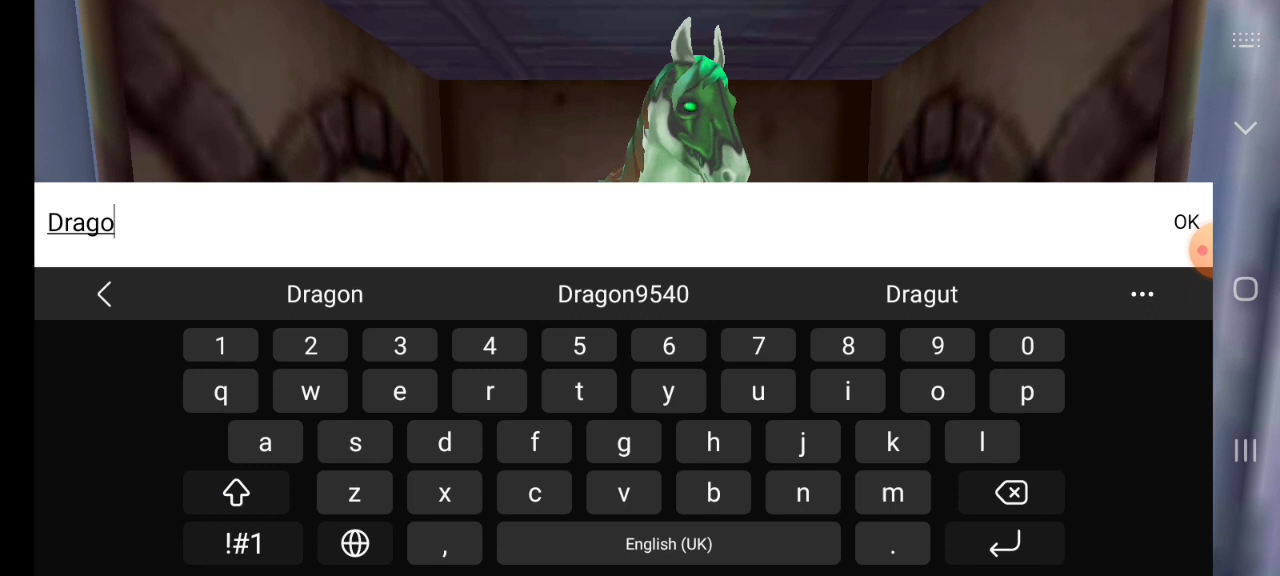 Drago
OK
Dragon Dragon9540 Dragut
1 2 3 4 5 6 7 8 9 0
q w e r t y u i o p
a s d f g h j k l
z x c v b n m
!#1 , English (UK) .